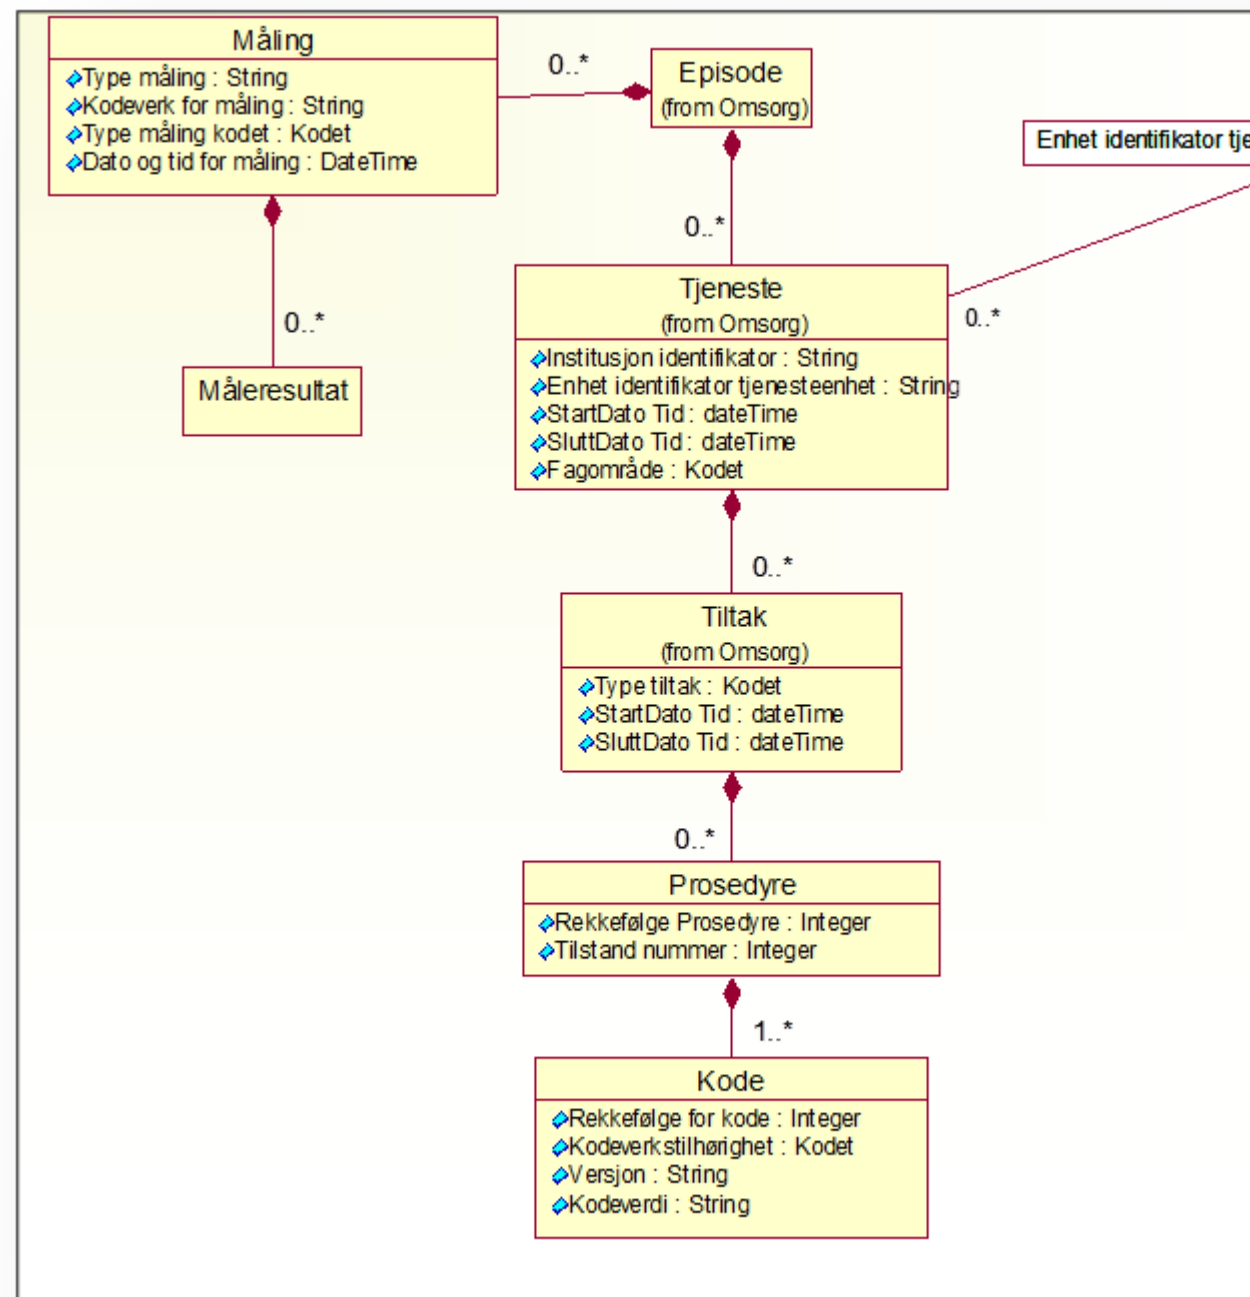 Måling
Type måling : String
Kodeverk for måling : String
Type måling kodet : Kodet
Dato og tid for måling : DateTime
0..*
Episode
(from Omsorg)
Enhet identifikator
0..*
0..*
Tjeneste
(from Omsorg)
Institusjon identifikator : String
Enhet identifikator tjenesteenhet : String
StartDato Tid : dateTime
SluttDato Tid : dateTime
Fagområde : Kodet
0..*
Måleresultat
0..*
Tiltak
(from Omsorg)
Type tiltak : Kodet
StartDato Tid : dateTime
SluttDato Tid : dateTime
0..*
Prosedyre
Rekkefølge Prosedyre : Integer
Tilstand nummer : Integer
1..*
Kode
Rekkefølge for kode : Integer
Kodeverkstilhørighet : Kodet
Versjon : String
Kodeverdi : String